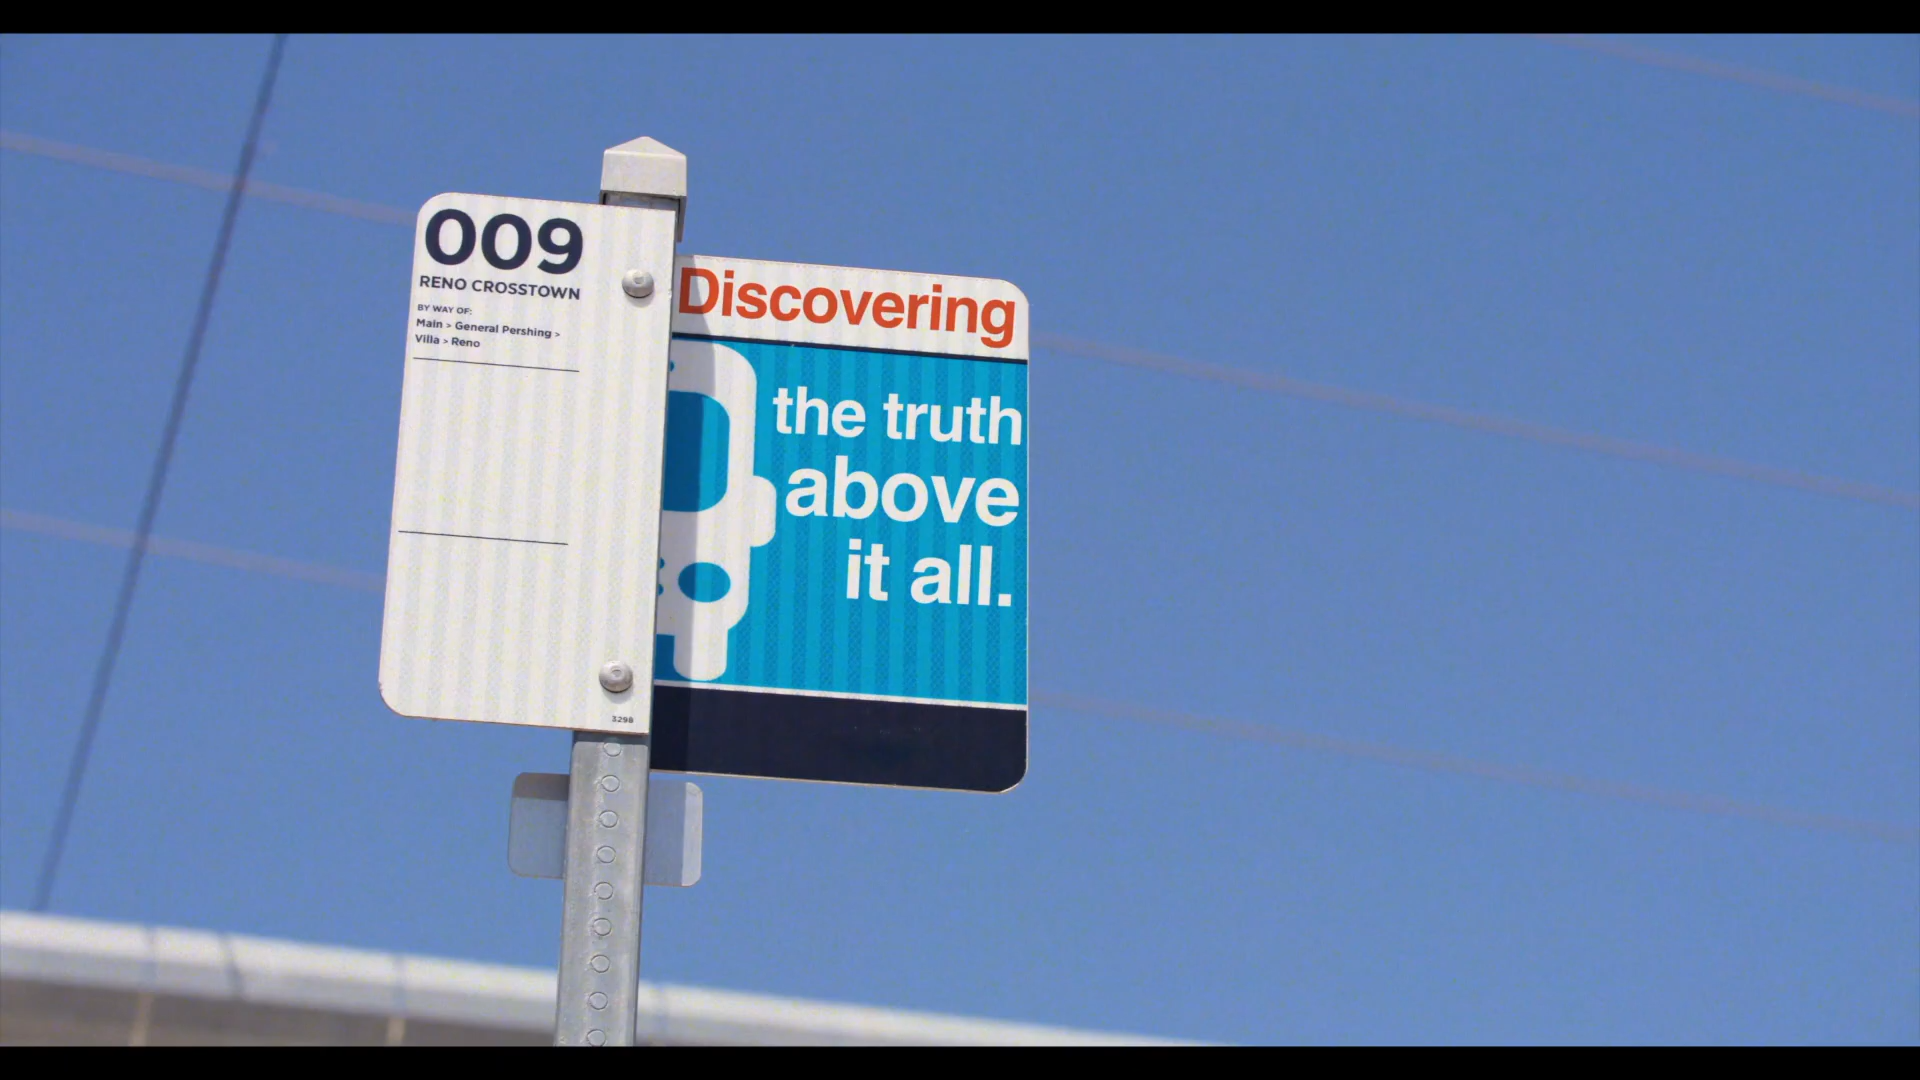 009
RENO CROSSTOWN
BY WAY OF:
Main > General Pershing >
Villa > Reno
3298
Discovering
the truth
above
it all.